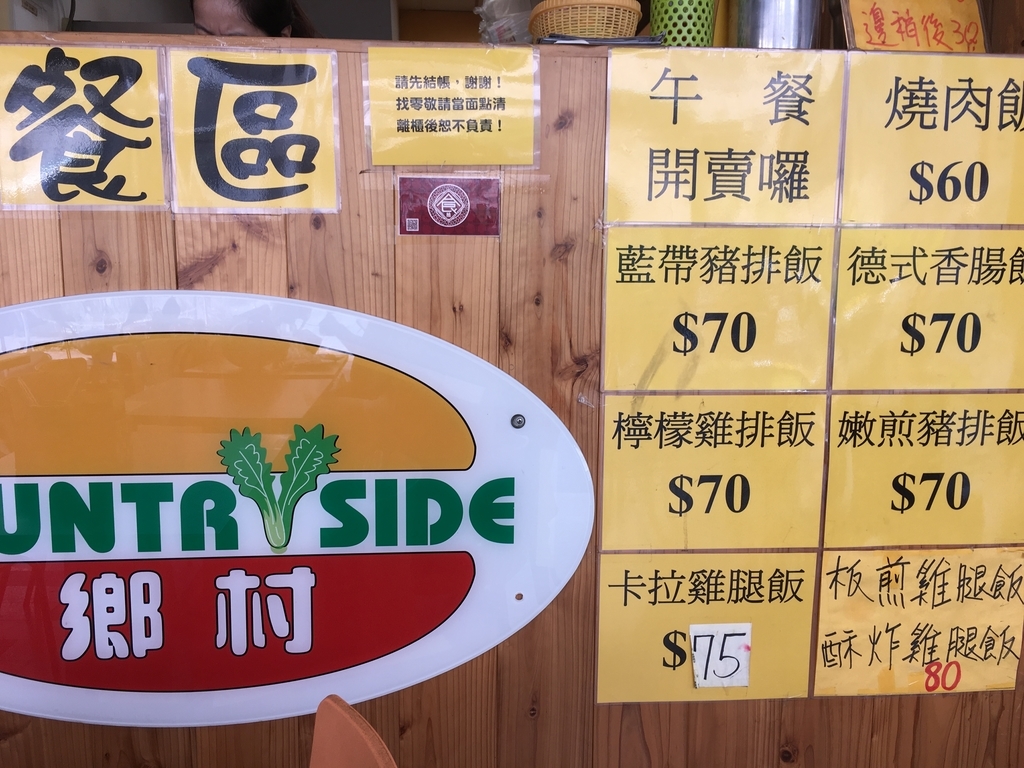 餐區
請先結帳，謝謝！
找零敬請當面點清
離櫃後恕不負責！
食
邊稍後
午餐
開賣囉
燒肉飯
$60
藍帶豬排飯
$70
德式香腸飯
$70
檸檬雞排飯
$70
嫩煎豬排飯
$70
卡拉雞腿飯
$75
板煎雞腿飯
酥炸雞腿飯
80
UNTRYSIDE
鄉村